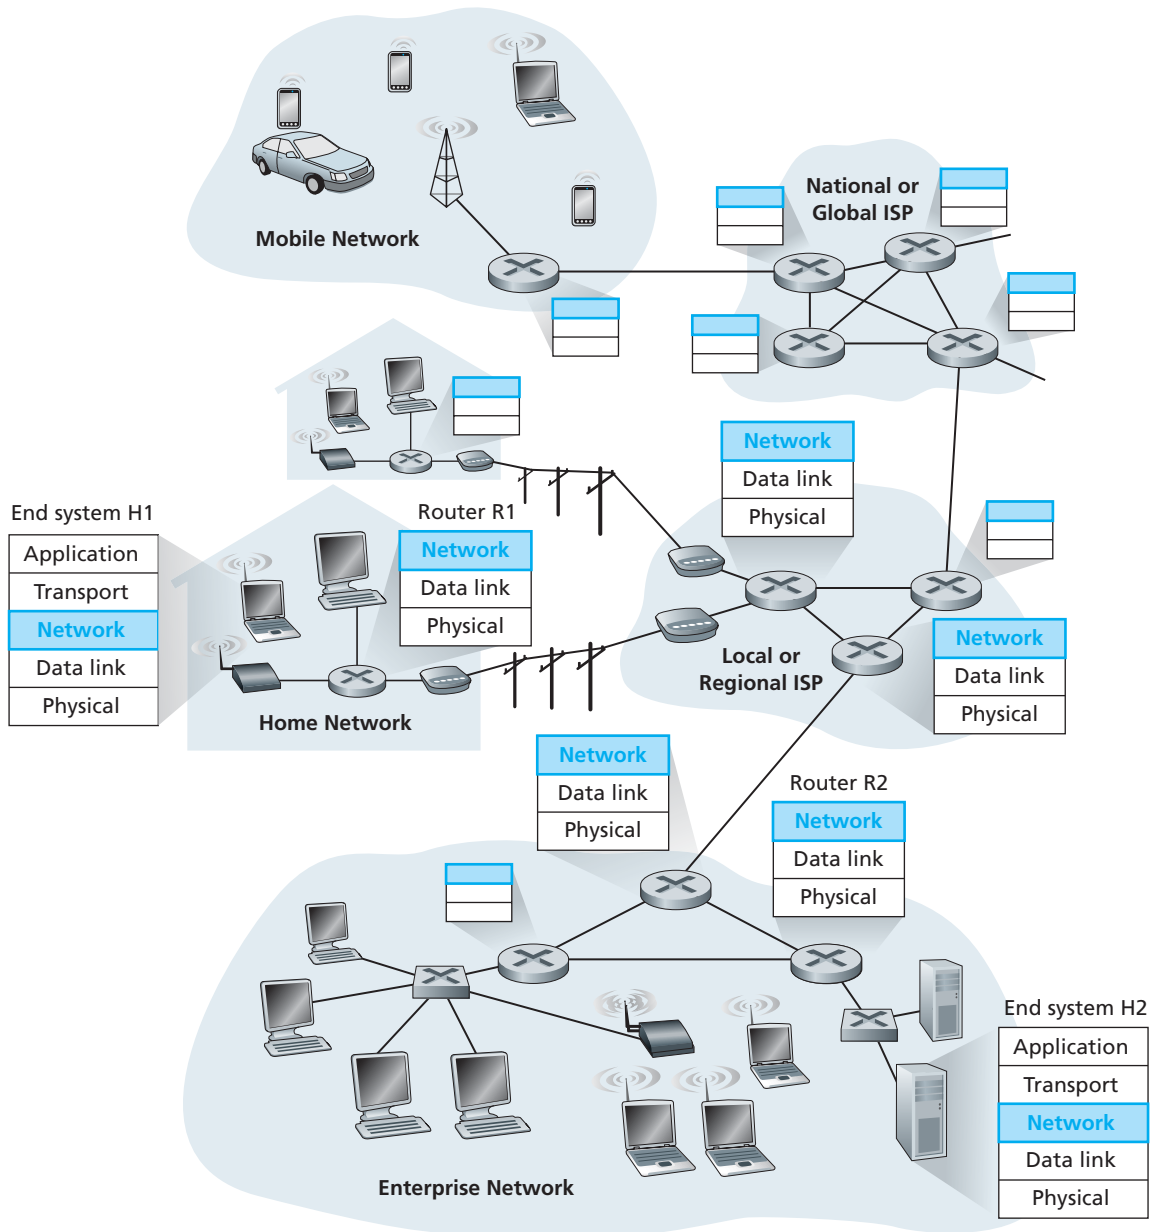 National or
Global ISP
Mobile Network
Network
Data link
Physical
End system H1
Application
Transport
Network
Data link
Physical
Router R1
Network
Data link
Physical
Home Network
Local or
Regional ISP
Network
Data link
Physical
Network
Data link
Physical
Router R2
Network
Data link
Physical
End system H2
Application
Transport
Network
Data link
Physical
Enterprise Network